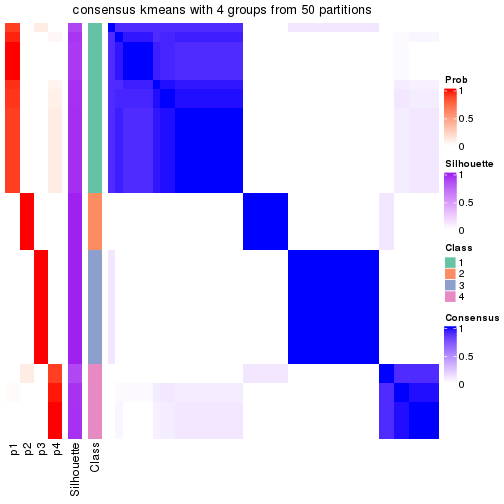 consensus kmeans with 4 groups from 50 partitions
Prob
1
0.5
0
Silhouette
1
0.5
0
Class
1
2
3
4
Consensus
1
0.5
0
p1
p2
p3
p4
Silhouette
Class